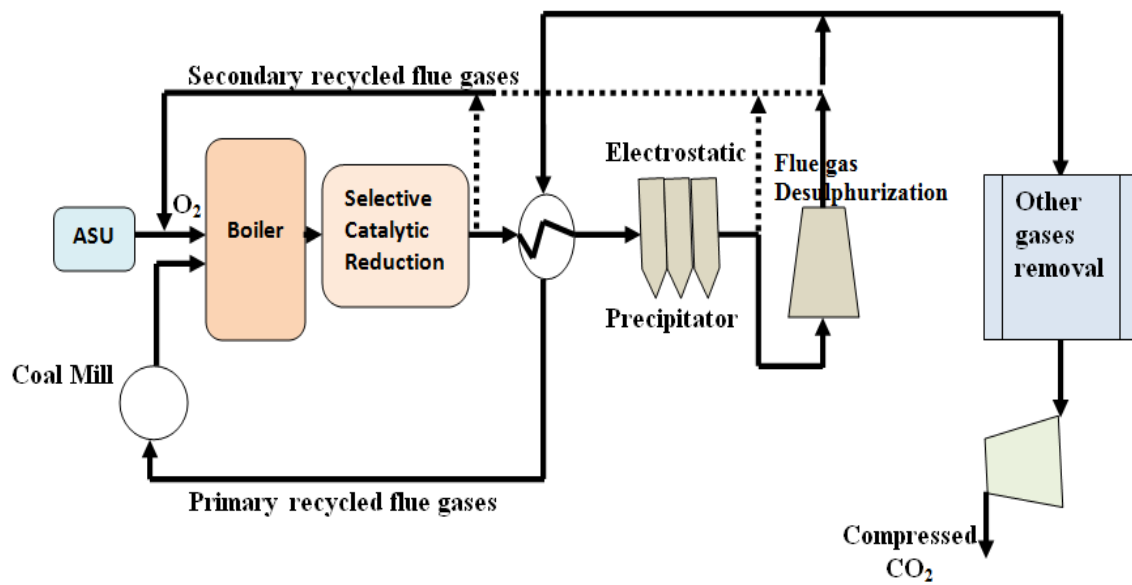 Secondary recycled flue gases
Electrostatic
Flue gas
Desulphurization
O₂
ASU
Boiler
Selective
Catalytic
Reduction
Other
gases
removal
Precipitator
Coal Mill
Primary recycled flue gases
Compressed
CO₂